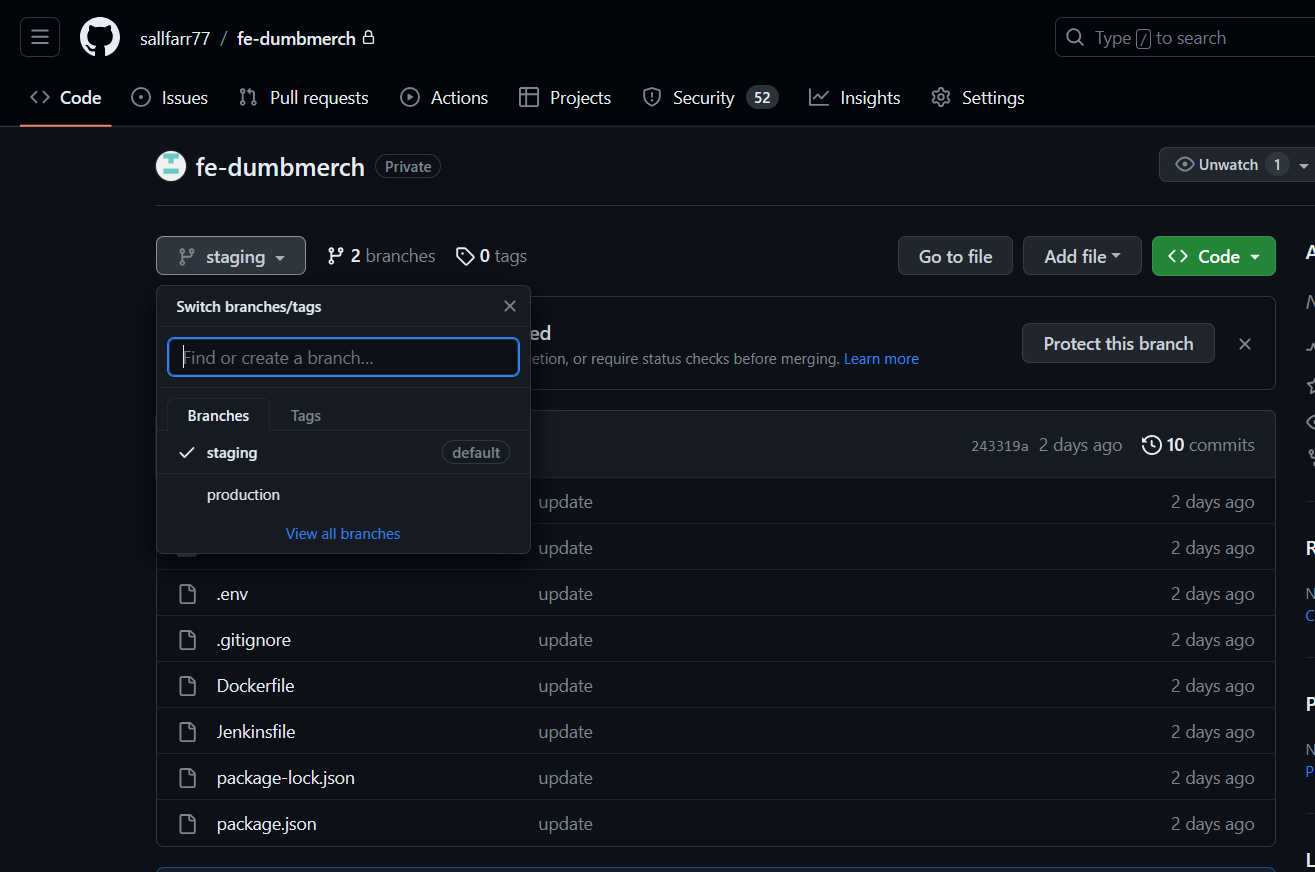 sallfarr77 / fe-dumbmerch
Type / to search
Code Issues Pull requests Actions Projects Security 52 Insights Settings
fe-dumbmerch Private
Unwatch 1
staging 2 branches 0 tags Go to file Add file Code
Switch branches/tags
Find or create a branch...
Protect this branch
or require status checks before merging. Learn more
Branches Tags
staging default
243319a 2 days ago 10 commits
production
update 2 days ago
View all branches
update 2 days ago
.env update 2 days ago
.gitignore update 2 days ago
Dockerfile update 2 days ago
Jenkinsfile update 2 days ago
package-lock.json update 2 days ago
package.json update 2 days ago